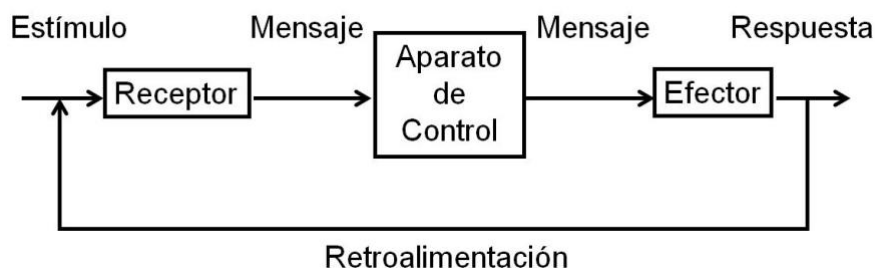 Estímulo
Mensaje
Mensaje
Respuesta
Receptor
Aparato
de
Control
Efector
Retroalimentación